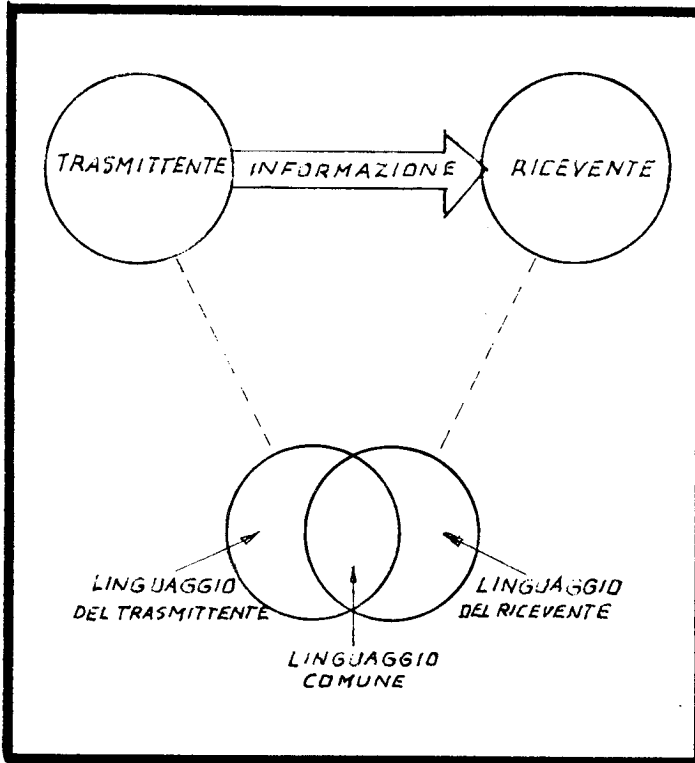 TRASMITTENTE
INFORMAZIONE
RICEVENTE
LINGUAGGIO
DEL TRASMITTENTE
LINGUAGGIO
DEL RICEVENTE
LINGUAGGIO
COMUNE